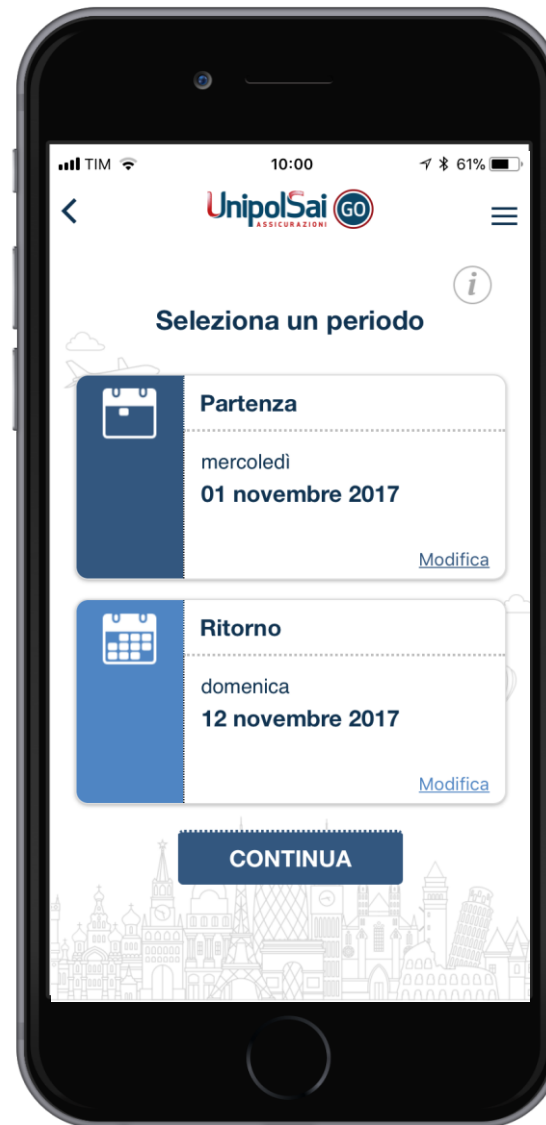 TIM 10:00 61%
UnipolSai GO
ASSICURAZIONI
i
Seleziona un periodo
Partenza
mercoledì
01 novembre 2017
Modifica
Ritorno
domenica
12 novembre 2017
Modifica
CONTINUA